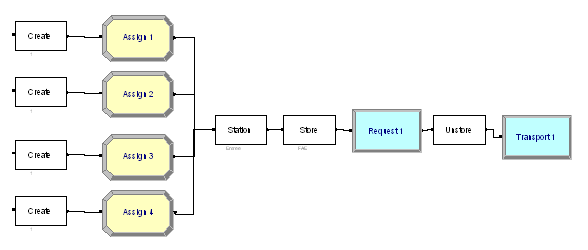 Create
Assign 1
Create
Assign 2
Station
Store
Request 1
Unstore
Transport 1
Create
Assign 3
Create
Assign 4